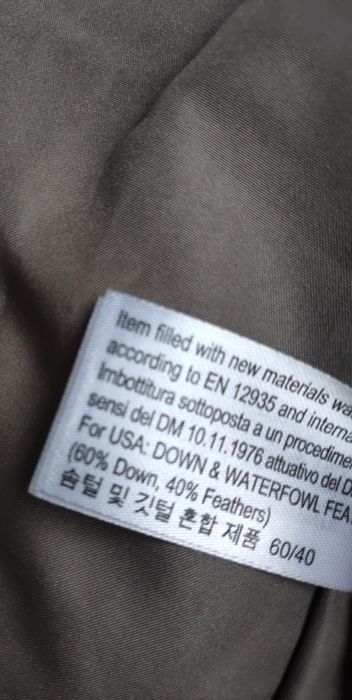 Item filled with new materials
according to EN 12935 and
Imbottitura sottoposta a un
sensi del DM 10.11.1976 attuativo del
For USA: DOWN & WATERFOWL
(60% Down, 40% Feathers)
솜털 및 깃털 혼합 제품 60/40